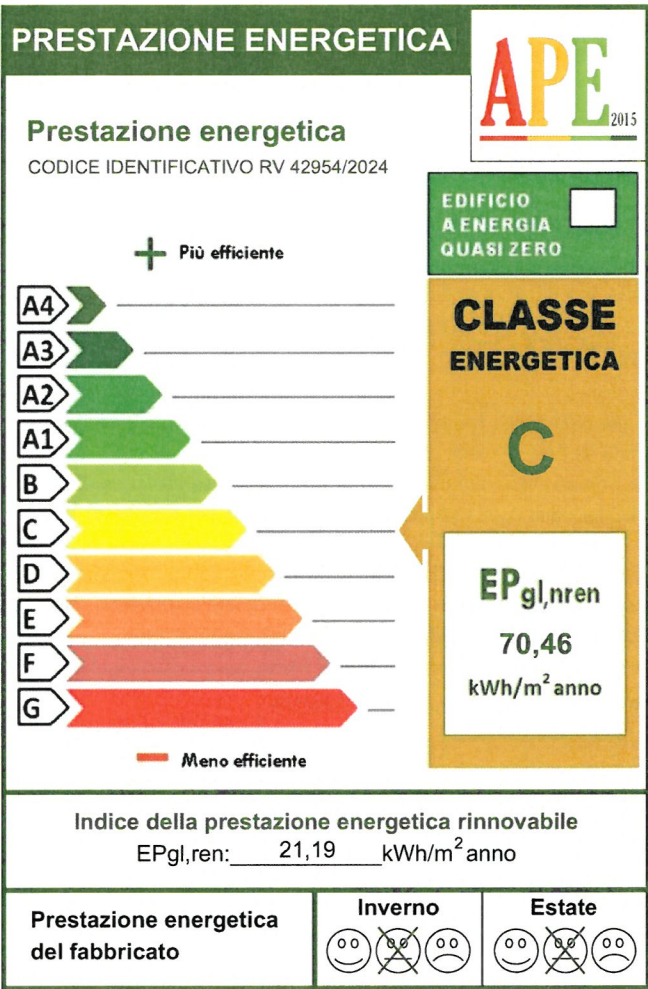 PRESTAZIONE ENERGETICA
APE 2015
Prestazione energetica
CODICE IDENTIFICATIVO RV 42954/2024
EDIFICIO
A ENERGIA
QUASI ZERO
+ Più efficiente
A4
A3
A2
A1
B
C
D
E
F
G
Meno efficiente
CLASSE
ENERGETICA
C
EPgl,nren
70,46
kWh/m² anno
Indice della prestazione energetica rinnovabile
EPgl,ren: 21,19 kWh/m² anno
Prestazione energetica
del fabbricato
Inverno
Estate